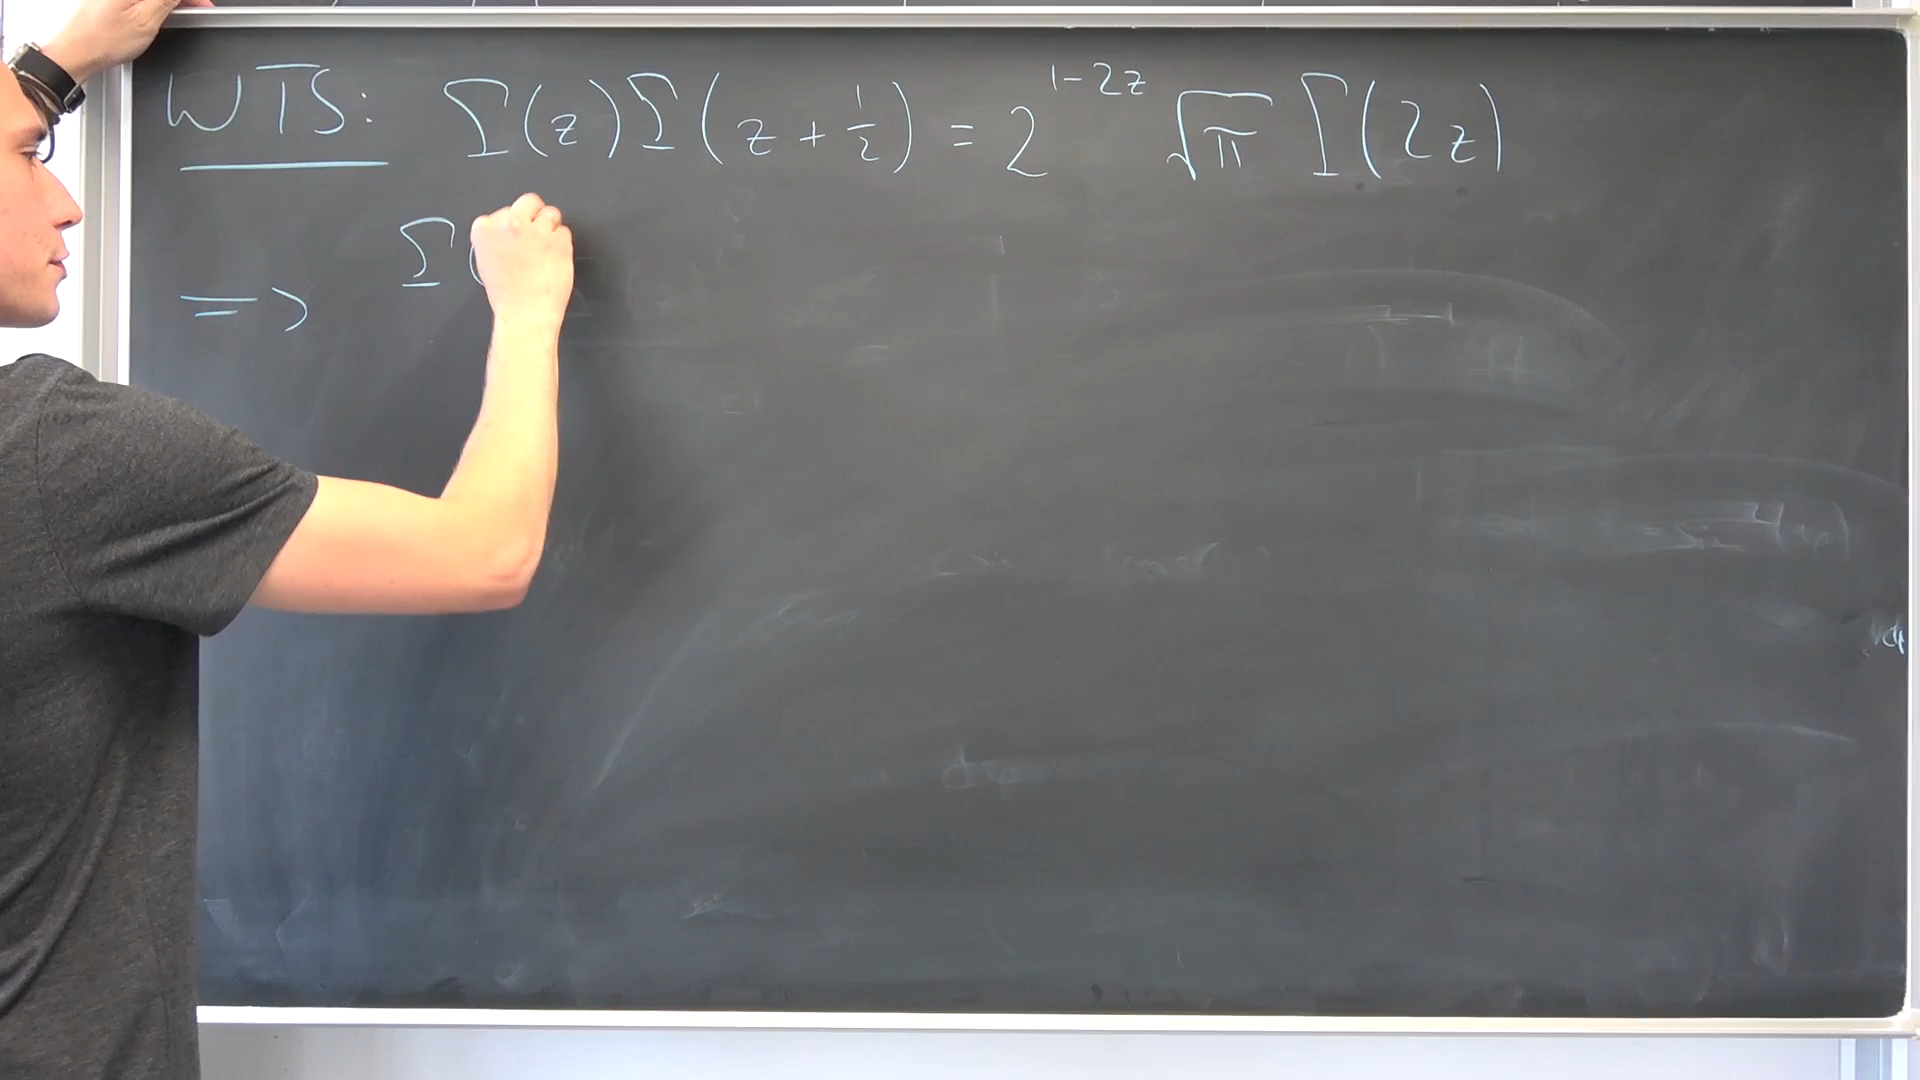 WTS: Γ(z)Γ(z + 1/2) = 2^{1-2z} √π Γ(2z)
=> Γ(